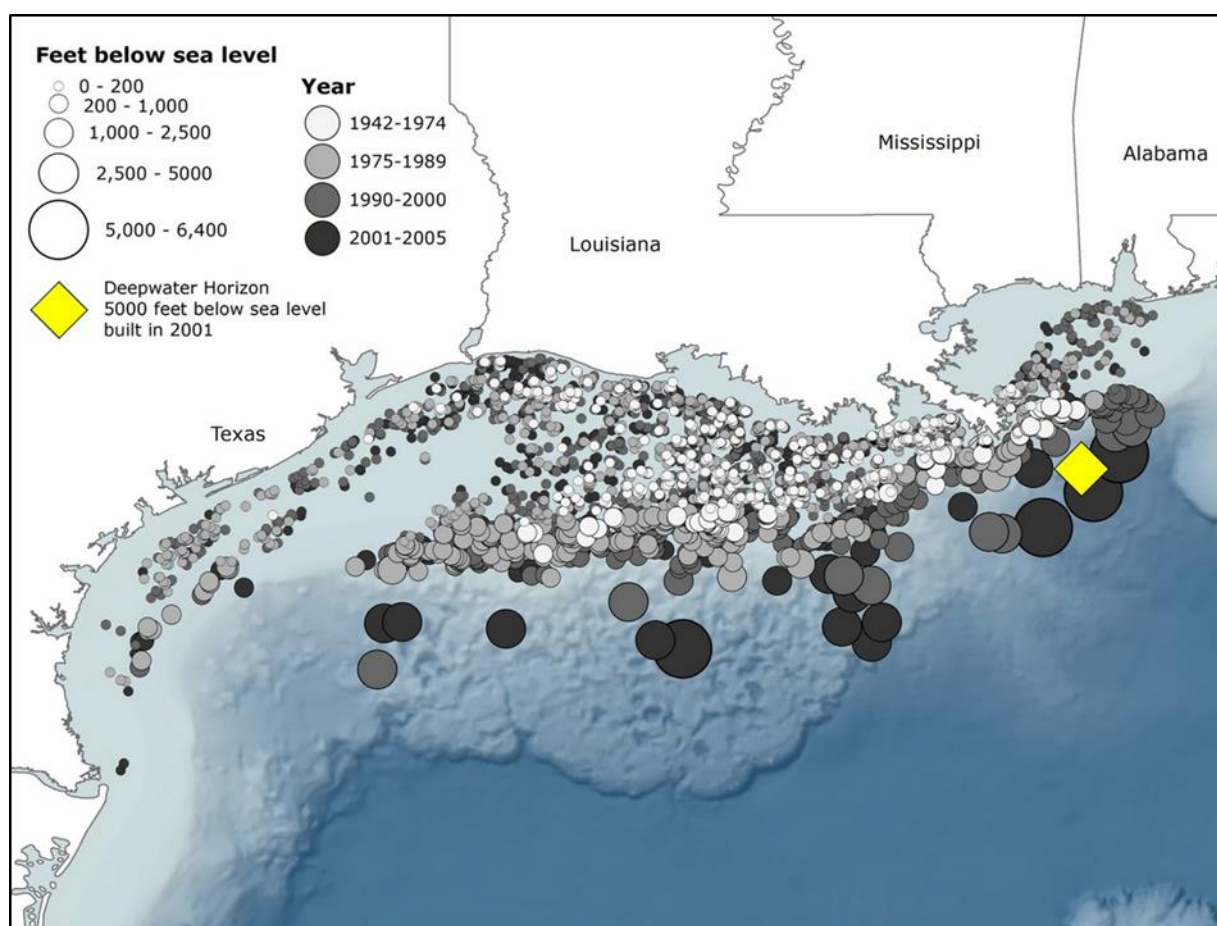 Feet below sea level
0 - 200
200 - 1,000
1,000 - 2,500
2,500 - 5000
5,000 - 6,400
Year
1942-1974
1975-1989
1990-2000
2001-2005
Deepwater Horizon
5000 feet below sea level
built in 2001
Mississippi
Alabama
Louisiana
Texas